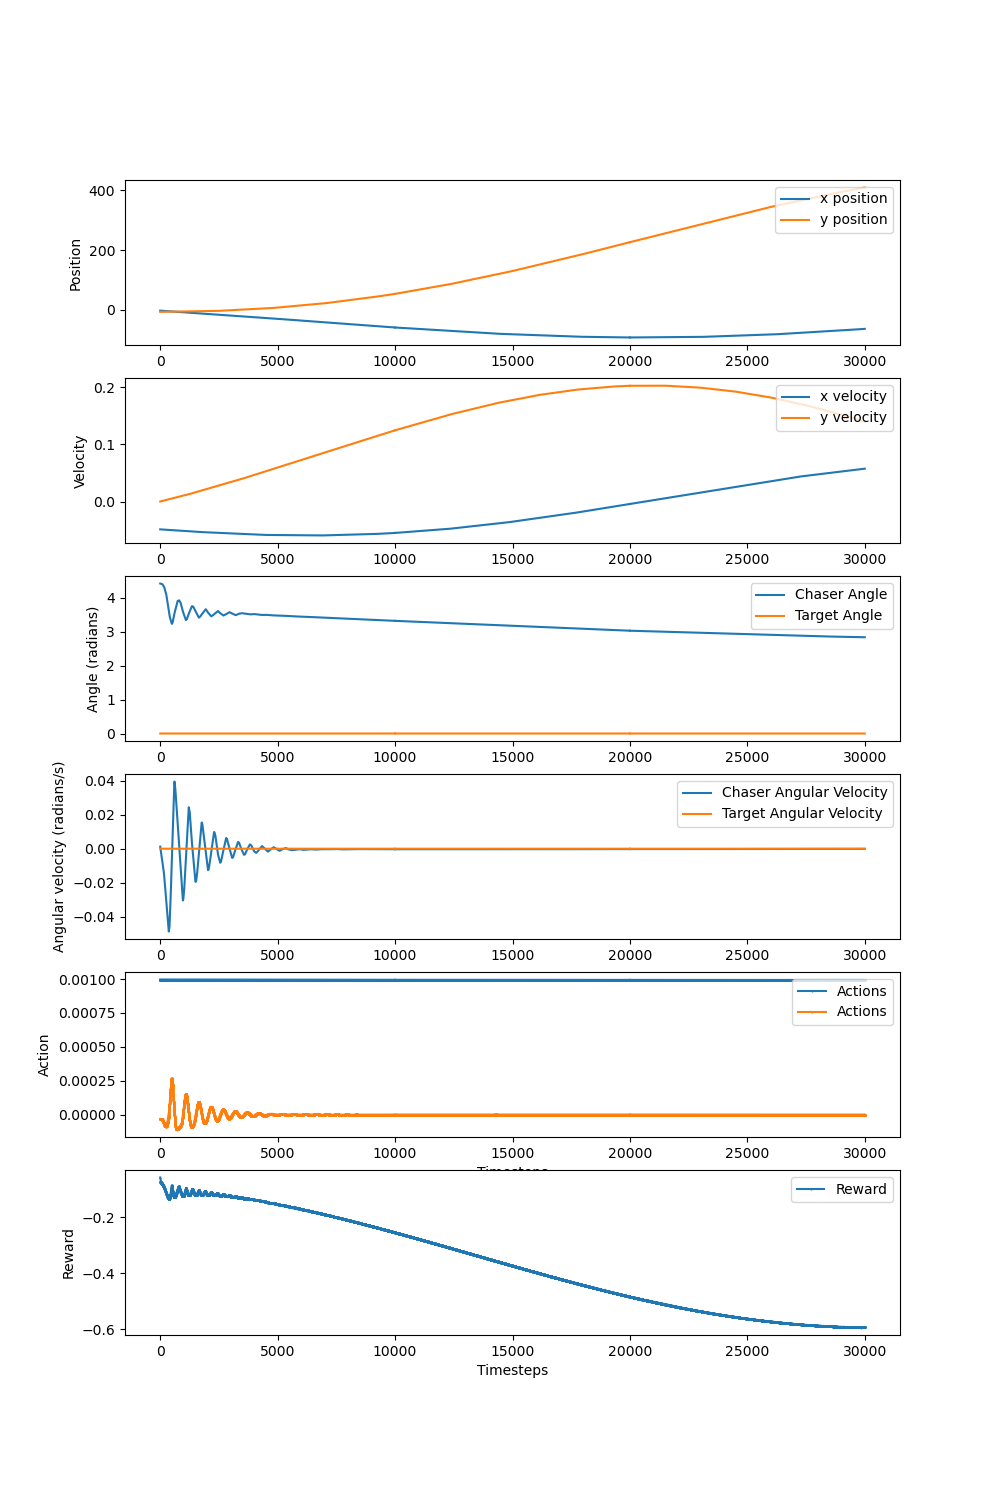 400
200
0
Position
x position
y position
0 5000 10000 15000 20000 25000 30000
0.2
0.1
0.0
Velocity
x velocity
y velocity
0 5000 10000 15000 20000 25000 30000
4
3
2
1
0
Angle (radians)
Chaser Angle
Target Angle
0 5000 10000 15000 20000 25000 30000
0.04
0.02
0.00
−0.02
−0.04
Angular velocity (radians/s)
Chaser Angular Velocity
Target Angular Velocity
0 5000 10000 15000 20000 25000 30000
0.00100
0.00075
0.00050
0.00025
0.00000
Action
Actions
Actions
0 5000 10000 15000 20000 25000 30000
Timesteps
−0.2
−0.4
−0.6
Reward
Reward
0 5000 10000 15000 20000 25000 30000
Timesteps